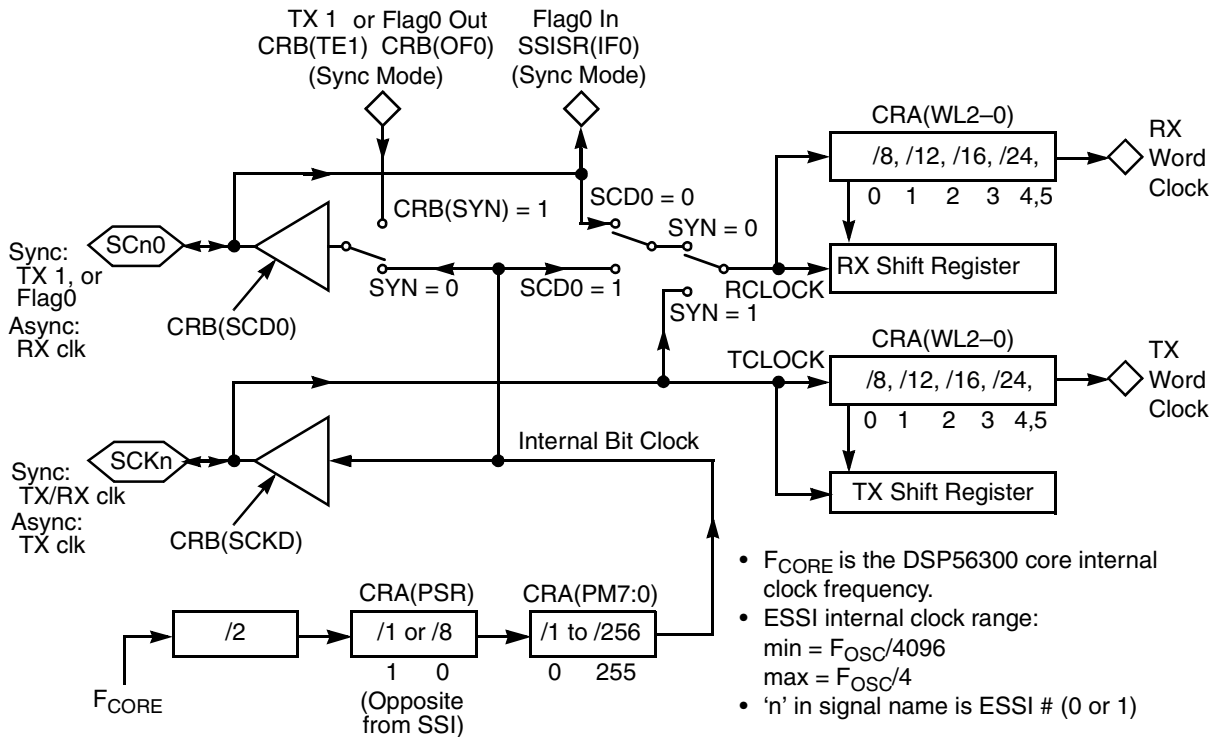 TX 1 or Flag0 Out
CRB(TE1) CRB(OF0)
(Sync Mode)
Flag0 In
SSISR(IF0)
(Sync Mode)
CRA(WL2–0)
/8, /12, /16, /24,
0 1 2 3 4,5
RX
Word
Clock
SCD0 = 0
CRB(SYN) = 1
SYN = 0
SCn0
Sync:
TX 1, or
Flag0
Async:
RX clk
CRB(SCD0)
SYN = 0
SCD0 = 1
RCLOCK
RX Shift Register
SYN = 1
TCLOCK
CRA(WL2–0)
/8, /12, /16, /24,
0 1 2 3 4,5
TX
Word
Clock
Internal Bit Clock
SCKn
Sync:
TX/RX clk
Async:
TX clk
CRB(SCKD)
TX Shift Register
CRA(PSR)
CRA(PM7:0)
/2
/1 or /8
/1 to /256
1 0
0 255
(Opposite
from SSI)
FCORE
• FCORE is the DSP56300 core internal
clock frequency.
• ESSI internal clock range:
min = FOSC/4096
max = FOSC/4
• ‘n’ in signal name is ESSI # (0 or 1)